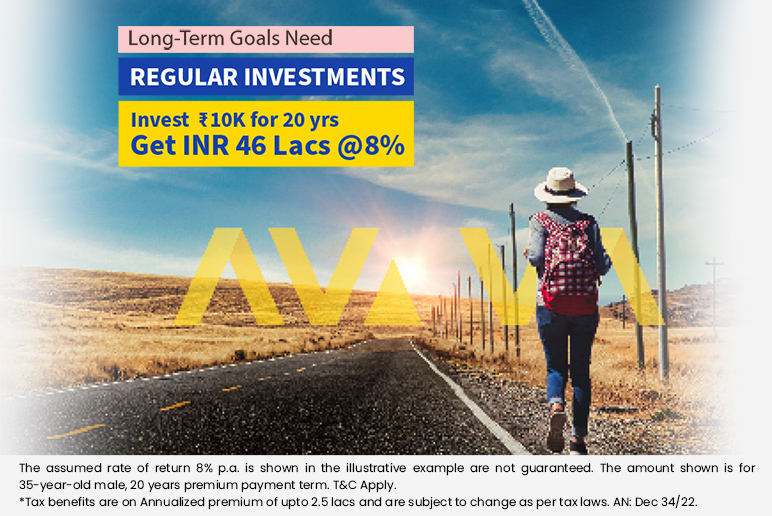 Long-Term Goals Need
REGULAR INVESTMENTS
Invest ₹10K for 20 yrs
Get INR 46 Lacs @8%
The assumed rate of return 8% p.a. is shown in the illustrative example are not guaranteed. The amount shown is for
35-year-old male, 20 years premium payment term. T&C Apply.
*Tax benefits are on Annualized premium of upto 2.5 lacs and are subject to change as per tax laws. AN: Dec 34/22.